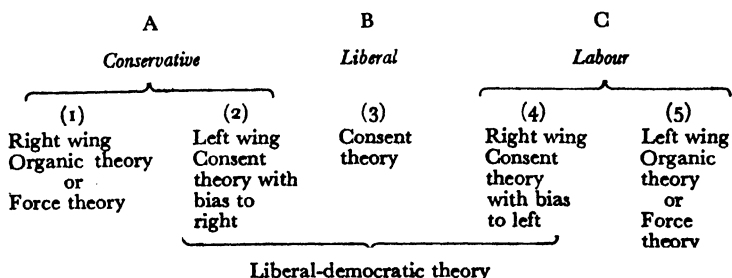 A B C
Conservative Liberal Labour
(1) (2) (3) (4) (5)
Right wing Left wing Consent Right wing Left wing
Organic theory Consent theory Consent Organic
or theory with theory theory
Force theory bias to with bias or
right to left Force
theory
Liberal-democratic theory